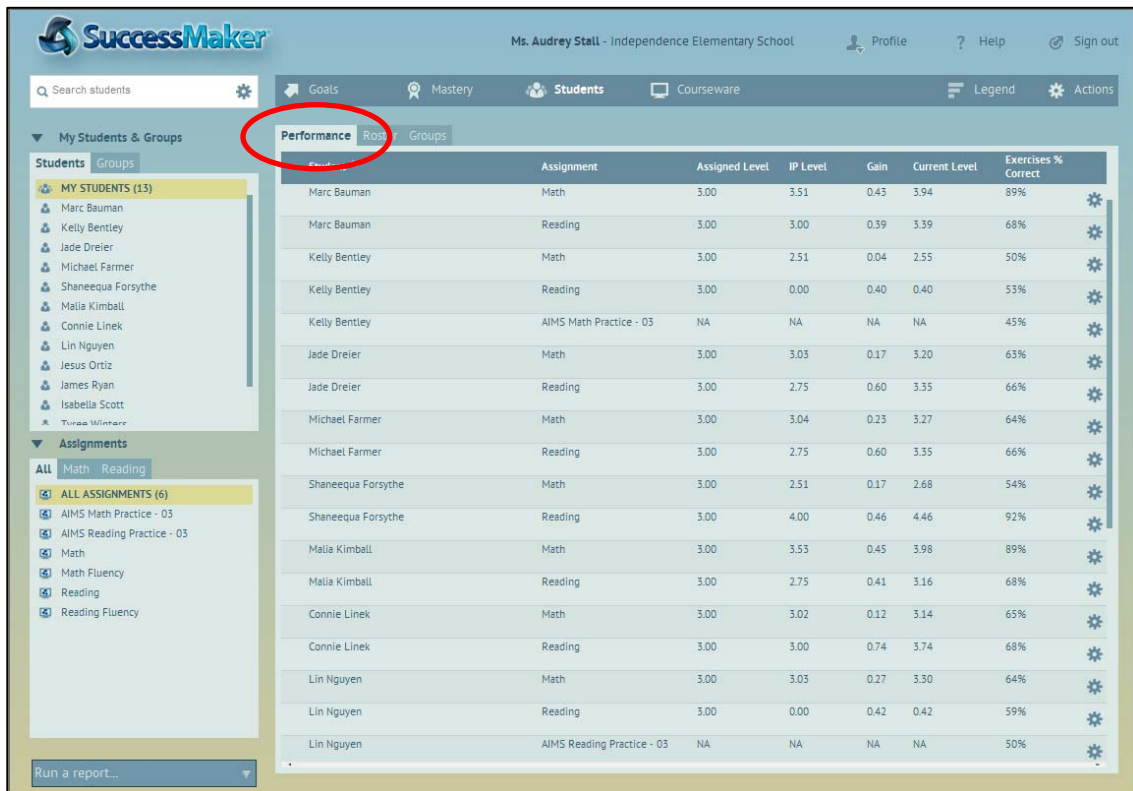 SuccessMaker
Ms. Audrey Stall - Independence Elementary School Profile ? Help Sign out
Search students
Goals Mastery Students Courseware Legend Actions
My Students & Groups
Students Groups
MY STUDENTS (13)
Marc Bauman
Kelly Bentley
Jade Dreier
Michael Farmer
Shaneequa Forsythe
Malia Kimball
Connie Linek
Lin Nguyen
Jesus Ortiz
James Ryan
Isabella Scott
Tyree Winters
Assignments
All Math Reading
ALL ASSIGNMENTS (6)
AIMS Math Practice - 03
AIMS Reading Practice - 03
Math
Math Fluency
Reading
Reading Fluency
Run a report...
Performance Roster Groups
Student Assignment Assigned Level IP Level Gain Current Level Exercises % Correct
Marc Bauman Math 3.00 3.51 0.43 3.94 89%
Marc Bauman Reading 3.00 3.00 0.39 3.39 68%
Kelly Bentley Math 3.00 2.51 0.04 2.55 50%
Kelly Bentley Reading 3.00 0.00 0.40 0.40 53%
Kelly Bentley AIMS Math Practice - 03 NA NA NA NA 45%
Jade Dreier Math 3.00 3.03 0.17 3.20 63%
Jade Dreier Reading 3.00 2.75 0.60 3.35 66%
Michael Farmer Math 3.00 3.04 0.23 3.27 64%
Michael Farmer Reading 3.00 2.75 0.60 3.35 66%
Shaneequa Forsythe Math 3.00 2.51 0.17 2.68 54%
Shaneequa Forsythe Reading 3.00 4.00 0.46 4.46 92%
Malia Kimball Math 3.00 3.53 0.45 3.98 89%
Malia Kimball Reading 3.00 2.75 0.41 3.16 68%
Connie Linek Math 3.00 3.02 0.12 3.14 65%
Connie Linek Reading 3.00 3.00 0.74 3.74 68%
Lin Nguyen Math 3.00 3.03 0.27 3.30 64%
Lin Nguyen Reading 3.00 0.00 0.42 0.42 59%
Lin Nguyen AIMS Reading Practice - 03 NA NA NA NA 50%